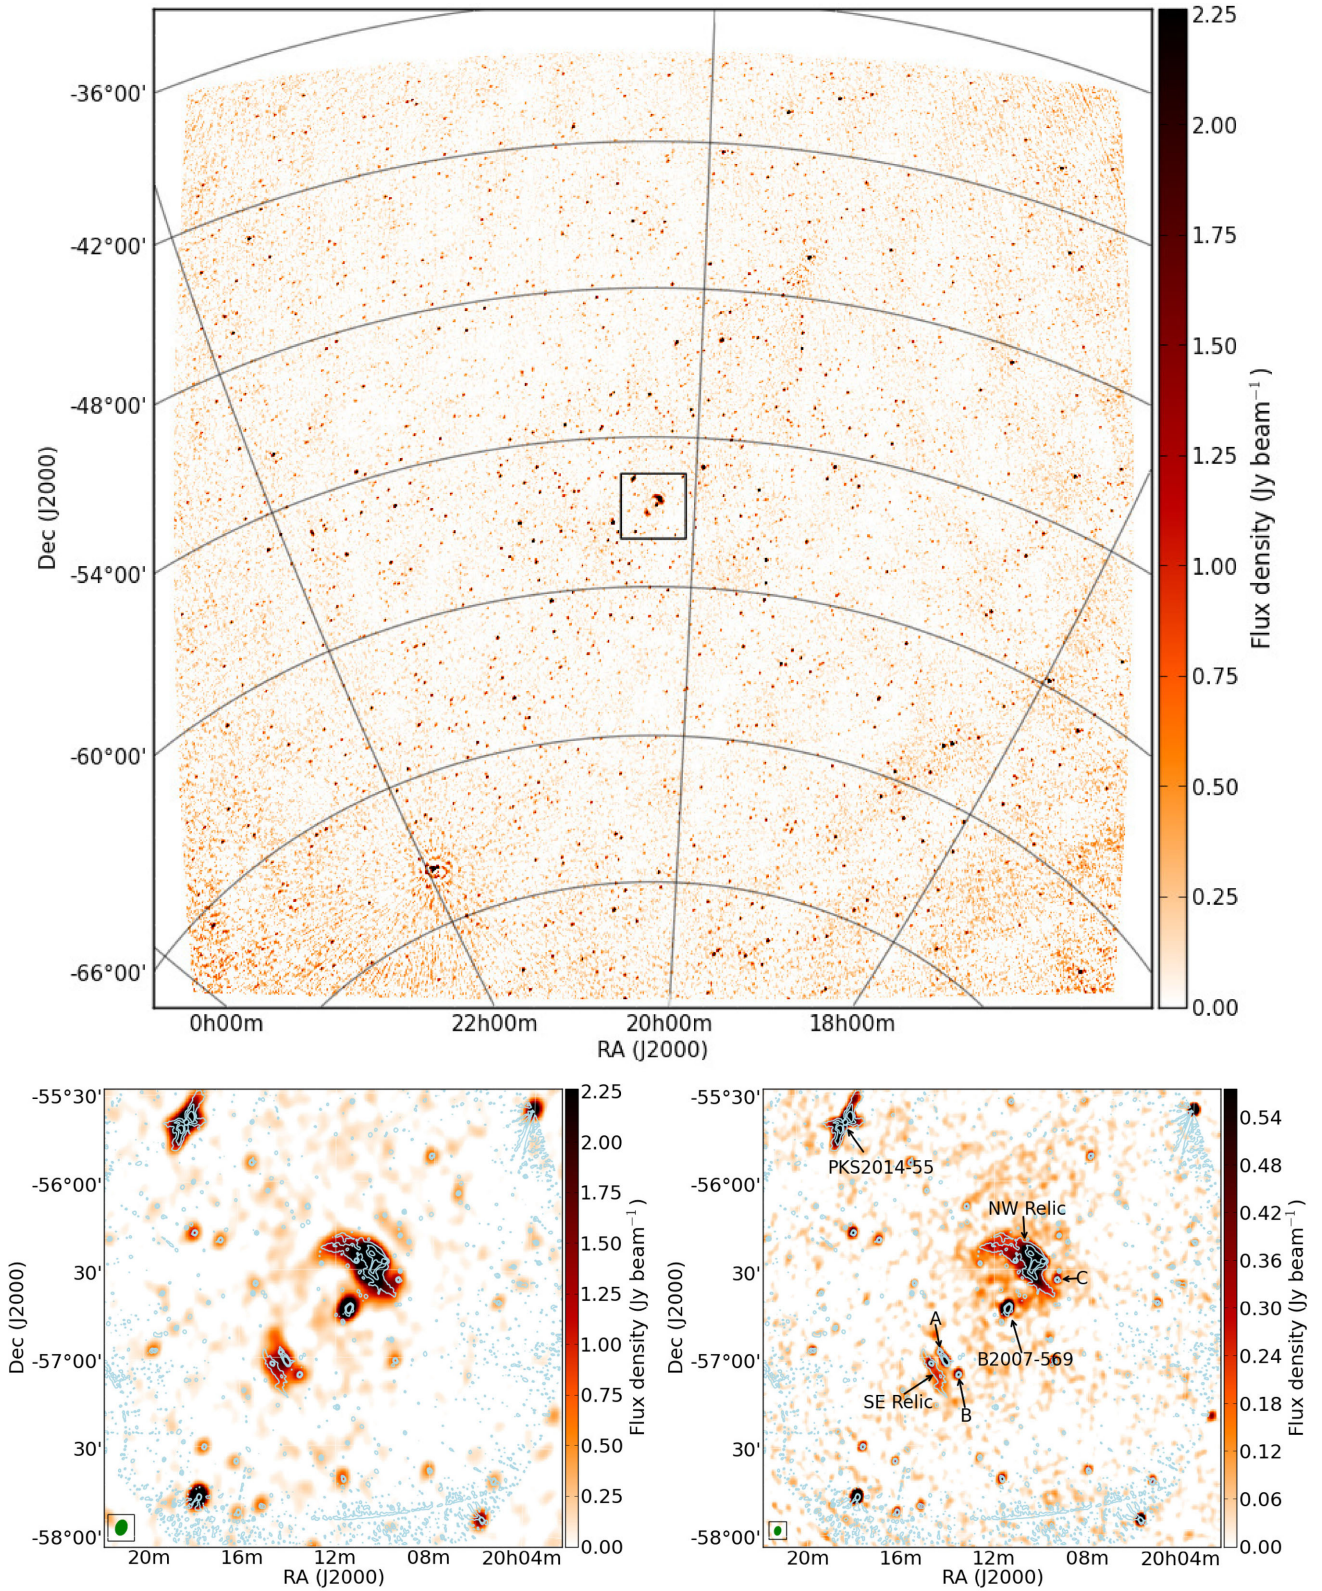 -36°00'
-42°00'
-48°00'
-54°00'
-60°00'
-66°00'
Dec (J2000)
0h00m
22h00m
20h00m
18h00m
RA (J2000)
2.25
2.00
1.75
1.50
1.25
1.00
0.75
0.50
0.25
0.00
Flux density (Jy beam⁻¹)
-55°30'
-56°00'
30'
-57°00'
30'
-58°00'
Dec (J2000)
20m
16m
12m
08m
20h04m
RA (J2000)
2.25
2.00
1.75
1.50
1.25
1.00
0.75
0.50
0.25
0.00
Flux density (Jy beam⁻¹)
-55°30'
-56°00'
30'
-57°00'
30'
-58°00'
Dec (J2000)
PKS2014-55
NW Relic
C
A
B2007-569
SE Relic
B
20m
16m
12m
08m
20h04m
RA (J2000)
0.54
0.48
0.42
0.36
0.30
0.24
0.18
0.12
0.06
0.00
Flux density (Jy beam⁻¹)